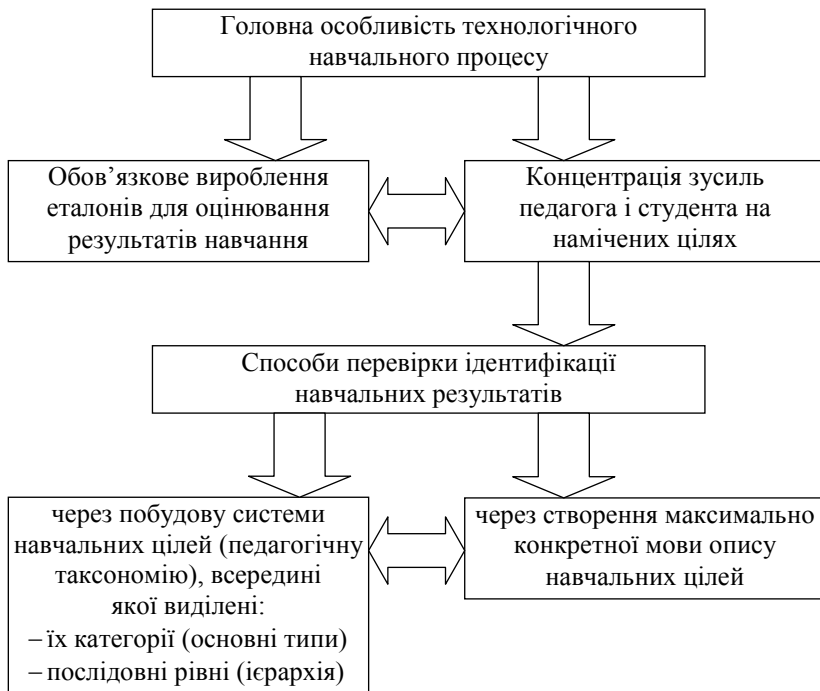 Головна особливість технологічного
навчального процесу
Обов’язкове вироблення
еталонів для оцінювання
результатів навчання
Концентрація зусиль
педагога і студента на
намічених цілях
Способи перевірки ідентифікації
навчальних результатів
через побудову системи
навчальних цілей (педагогічну
таксономію), всередині
якої виділені:
– їх категорії (основні типи)
– послідовні рівні (ієрархія)
через створення максимально
конкретної мови опису
навчальних цілей